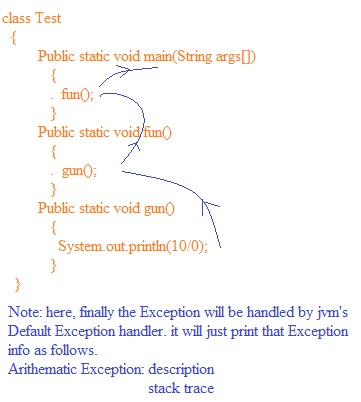 class Test
{
Public static void main(String args[])
{
. fun();
}
Public static void fun()
{
. gun();
}
Public static void gun()
{
System.out.println(10/0);
}
}
Note: here, finally the Exception will be handled by jvm's
Default Exception handler. it will just print that Exception
info as follows.
Arithematic Exception: description
stack trace